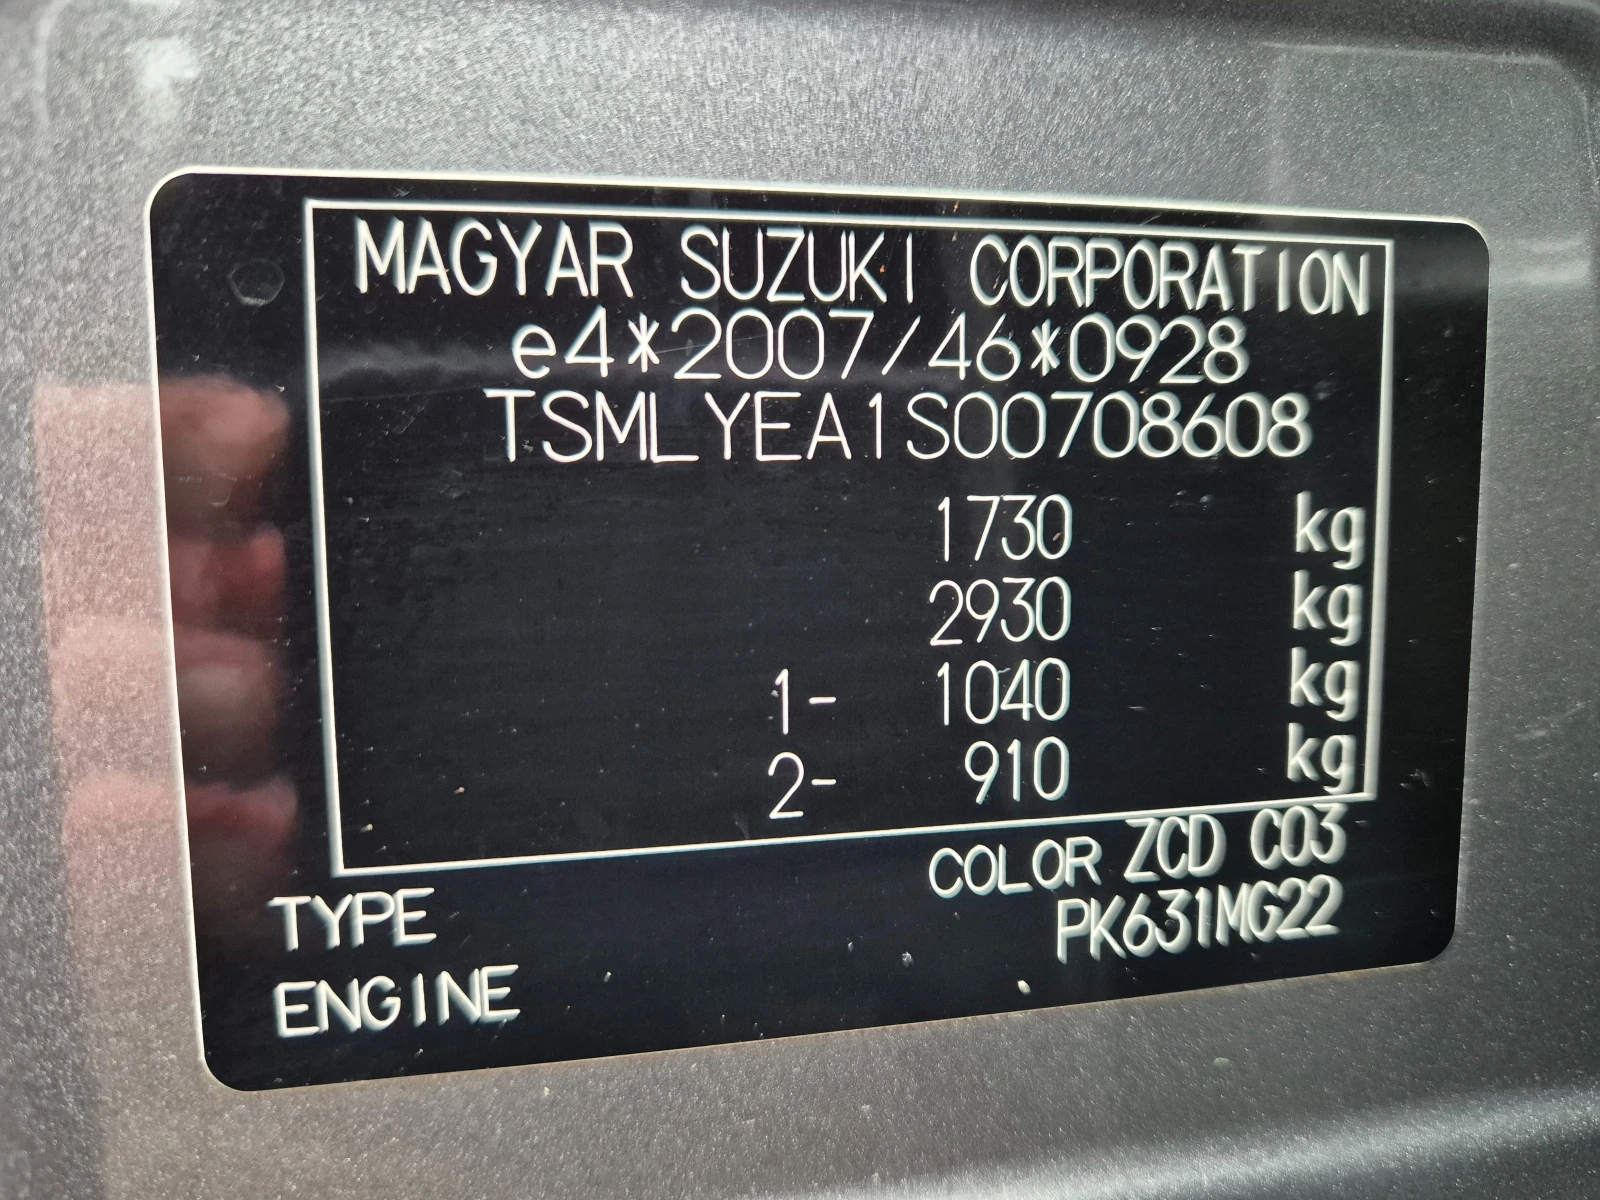 MAGYAR SUZUKI CORPORATION
e4*2007/46*0928
TSMLYEA1S00708608
1730 kg
2930 kg
1- 1040 kg
2- 910 kg
COLOR ZCD C03
TYPE PK631MG22
ENGINE